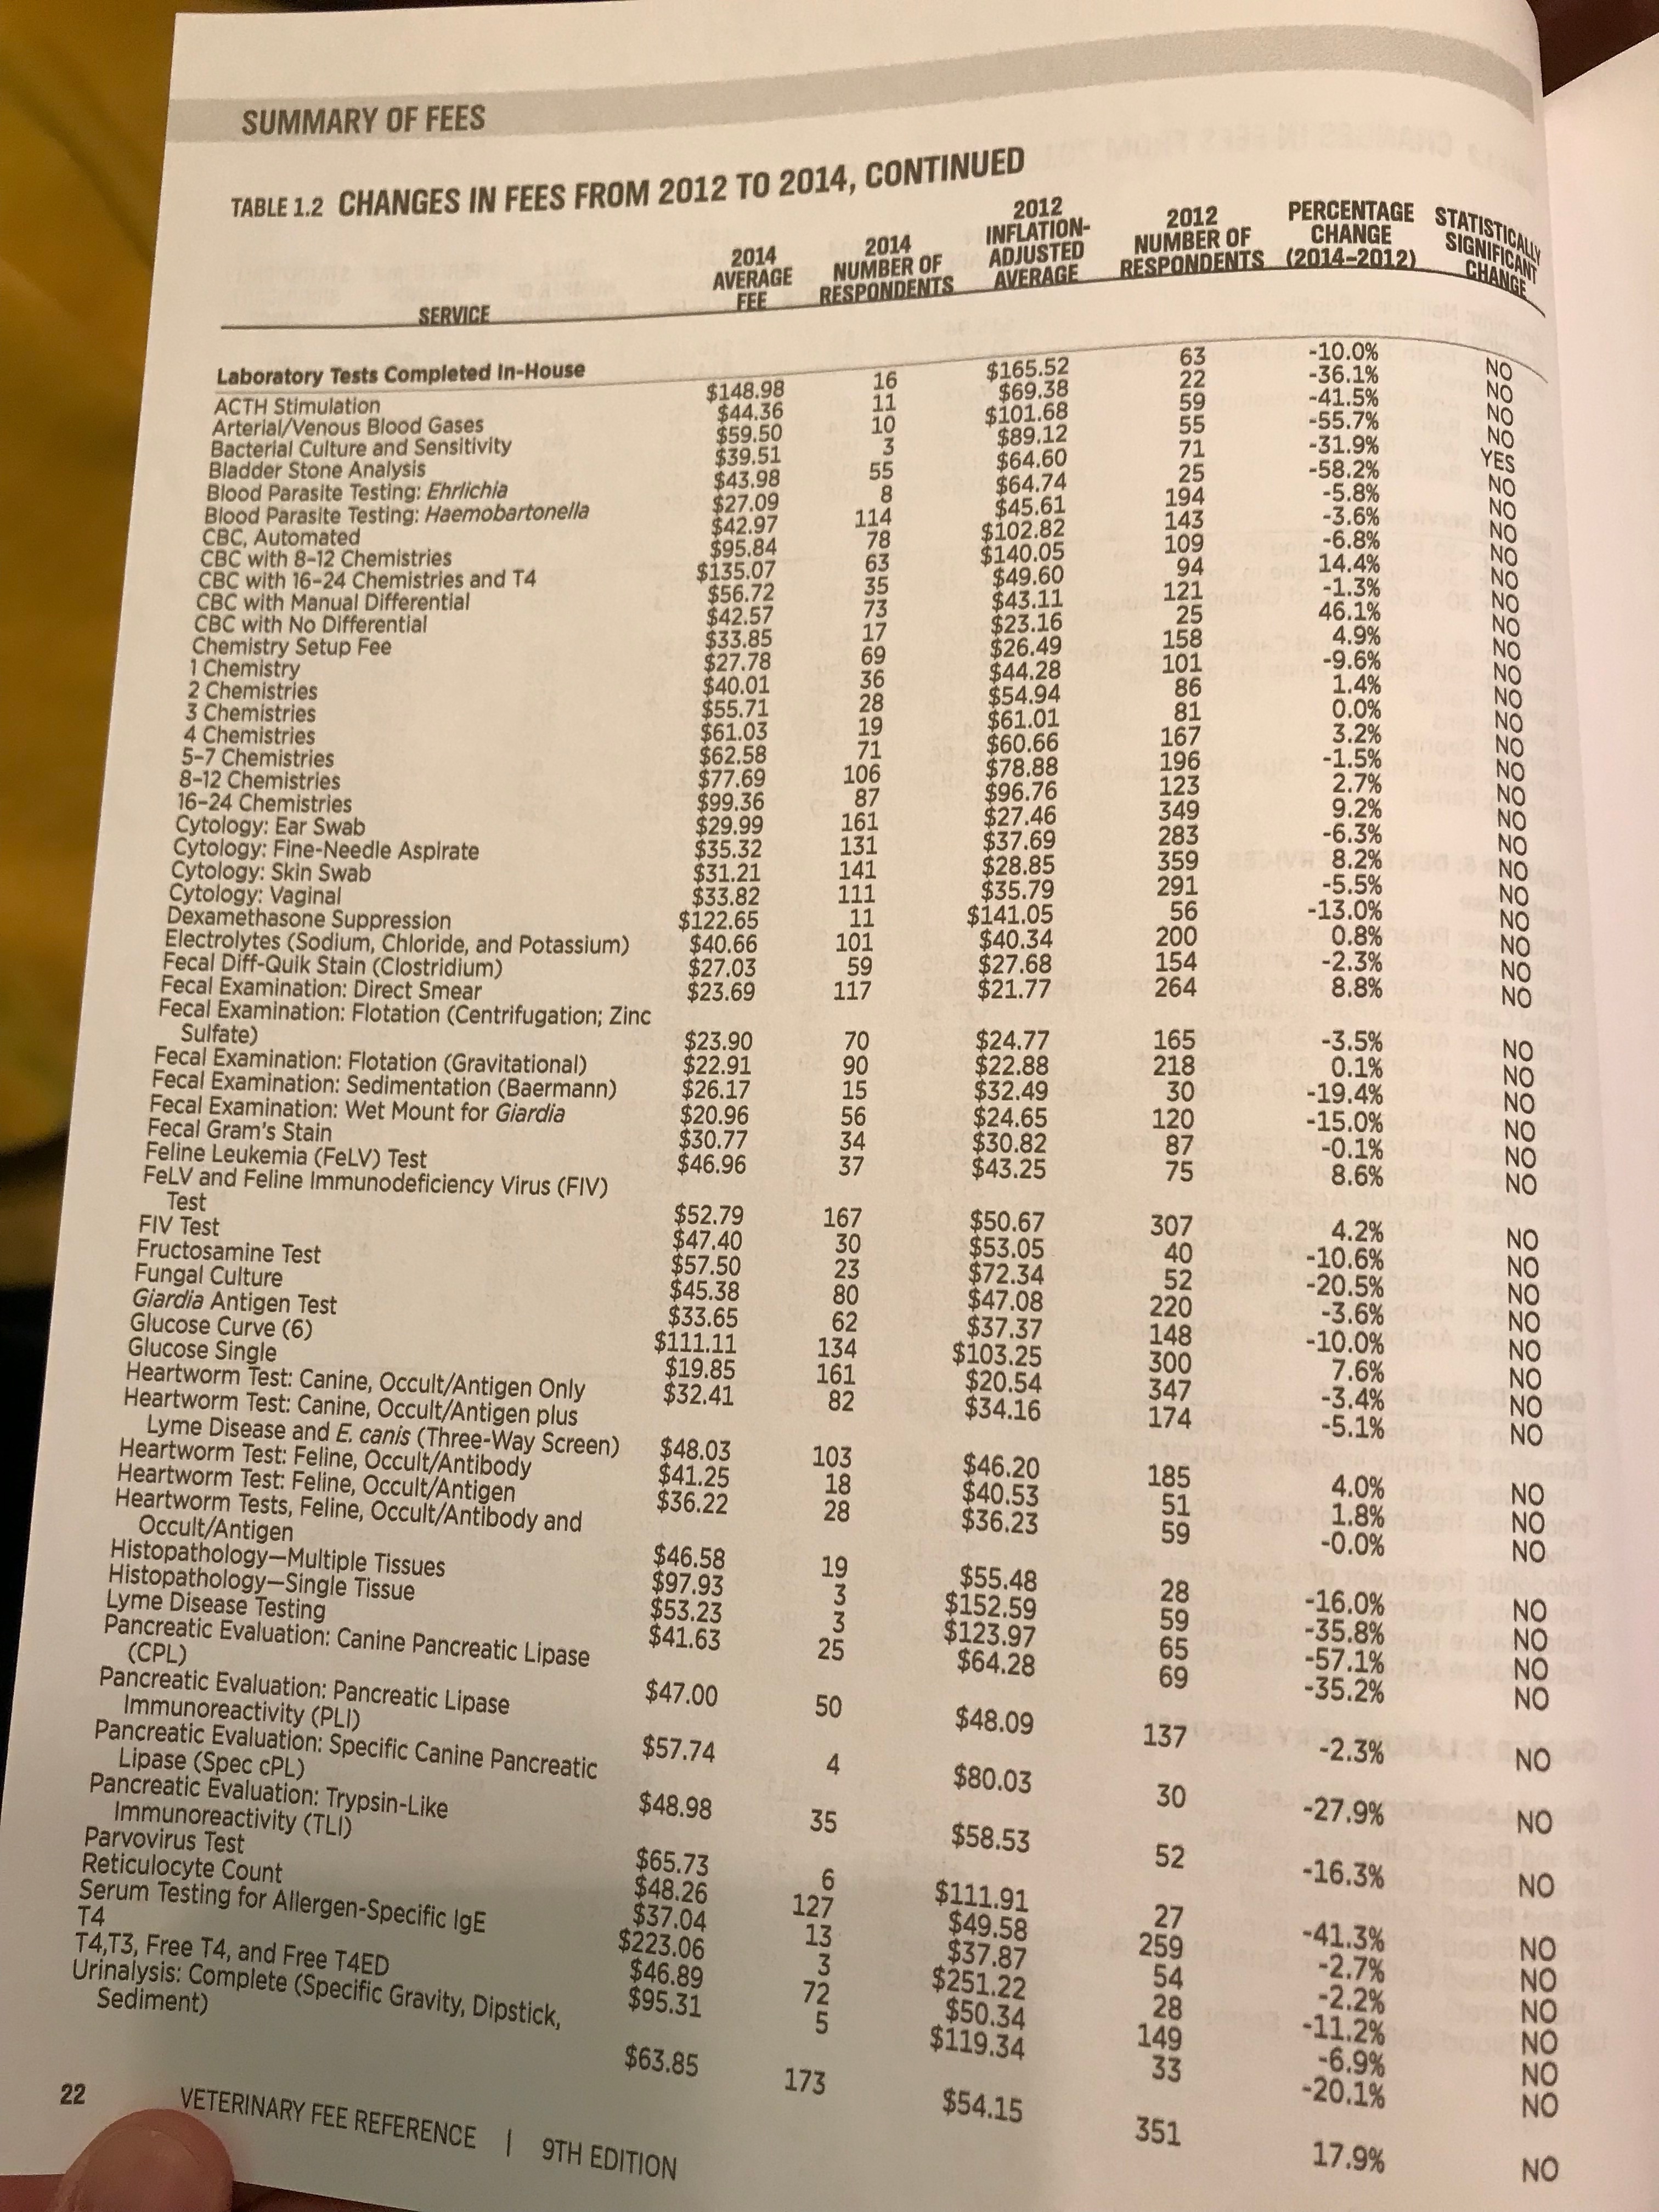 SUMMARY OF FEES
TABLE 1.2 CHANGES IN FEES FROM 2012 TO 2014, CONTINUED
SERVICE
2014 AVERAGE FEE
2014 NUMBER OF RESPONDENTS
2012 INFLATION-ADJUSTED AVERAGE
2012 NUMBER OF RESPONDENTS
PERCENTAGE CHANGE (2014–2012)
STATISTICALLY SIGNIFICANT CHANGE
Laboratory Tests Completed In-House
ACTH Stimulation $148.98 16 $165.52 63 -10.0% NO
Arterial/Venous Blood Gases $44.36 11 $69.38 22 -36.1% NO
Bacterial Culture and Sensitivity $59.50 10 $101.68 59 -41.5% NO
Bladder Stone Analysis $39.51 3 $89.12 55 -55.7% NO
Blood Parasite Testing: Ehrlichia $43.98 55 $64.60 71 -31.9% YES
Blood Parasite Testing: Haemobartonella $27.09 8 $64.74 25 -58.2% NO
CBC, Automated $42.97 114 $45.61 194 -5.8% NO
CBC with 8–12 Chemistries $95.84 78 $102.82 143 -3.6% NO
CBC with 16–24 Chemistries and T4 $135.07 63 $140.05 109 -6.8% NO
CBC with Manual Differential $56.72 35 $49.60 94 14.4% NO
CBC with No Differential $42.57 73 $43.11 121 -1.3% NO
Chemistry Setup Fee $33.85 17 $23.16 25 46.1% NO
1 Chemistry $27.78 69 $26.49 158 4.9% NO
2 Chemistries $40.01 36 $44.28 101 -9.6% NO
3 Chemistries $55.71 28 $54.94 86 1.4% NO
4 Chemistries $61.03 19 $61.01 81 0.0% NO
5–7 Chemistries $62.58 71 $60.66 167 3.2% NO
8–12 Chemistries $77.69 106 $78.88 196 -1.5% NO
16–24 Chemistries $99.36 87 $96.76 123 2.7% NO
Cytology: Ear Swab $29.99 161 $27.46 349 9.2% NO
Cytology: Fine-Needle Aspirate $35.32 131 $37.69 283 -6.3% NO
Cytology: Skin Swab $31.21 141 $28.85 359 8.2% NO
Cytology: Vaginal $33.82 111 $35.79 291 -5.5% NO
Dexamethasone Suppression $122.65 11 $141.05 56 -13.0% NO
Electrolytes (Sodium, Chloride, and Potassium) $40.66 101 $40.34 200 0.8% NO
Fecal Diff-Quik Stain (Clostridium) $27.03 59 $27.68 154 -2.3% NO
Fecal Examination: Direct Smear $23.69 117 $21.77 264 8.8% NO
Fecal Examination: Flotation (Centrifugation; Zinc
Sulfate) $23.90 70 $24.77 165 -3.5% NO
Fecal Examination: Flotation (Gravitational) $22.91 90 $22.88 218 0.1% NO
Fecal Examination: Sedimentation (Baermann) $26.17 15 $32.49 30 -19.4% NO
Fecal Examination: Wet Mount for Giardia $20.96 56 $24.65 120 -15.0% NO
Fecal Gram's Stain $30.77 34 $30.82 87 -0.1% NO
Feline Leukemia (FeLV) Test $46.96 37 $43.25 75 8.6% NO
FeLV and Feline Immunodeficiency Virus (FIV)
Test $52.79 167 $50.67 307 4.2% NO
FIV Test $47.40 30 $53.05 40 -10.6% NO
Fructosamine Test $57.50 23 $72.34 52 -20.5% NO
Fungal Culture $45.38 80 $47.08 220 -3.6% NO
Giardia Antigen Test $33.65 62 $37.37 148 -10.0% NO
Glucose Curve (6) $111.11 134 $103.25 300 7.6% NO
Glucose Single $19.85 161 $20.54 347 -3.4% NO
Heartworm Test: Canine, Occult/Antigen Only $32.41 82 $34.16 174 -5.1% NO
Heartworm Test: Canine, Occult/Antigen plus
Lyme Disease and E. canis (Three-Way Screen) $48.03 103 $46.20 185 4.0% NO
Heartworm Test: Feline, Occult/Antibody $41.25 18 $40.53 51 1.8% NO
Heartworm Test: Feline, Occult/Antigen $36.22 28 $36.23 59 -0.0% NO
Heartworm Tests, Feline, Occult/Antibody and
Occult/Antigen $46.58 19 $55.48 28 -16.0% NO
Histopathology—Multiple Tissues $97.93 3 $152.59 59 -35.8% NO
Histopathology—Single Tissue $53.23 3 $123.97 65 -57.1% NO
Lyme Disease Testing $41.63 25 $64.28 69 -35.2% NO
Pancreatic Evaluation: Canine Pancreatic Lipase
(CPL) $47.00 50 $48.09 137 -2.3% NO
Pancreatic Evaluation: Pancreatic Lipase
Immunoreactivity (PLI) $57.74 4 $80.03 30 -27.9% NO
Pancreatic Evaluation: Specific Canine Pancreatic
Lipase (Spec cPL) $48.98 35 $58.53 52 -16.3% NO
Pancreatic Evaluation: Trypsin-Like
Immunoreactivity (TLI) $65.73 6 $111.91 27 -41.3% NO
Parvovirus Test $48.26 127 $49.58 259 -2.7% NO
Reticulocyte Count $37.04 13 $37.87 54 -2.2% NO
Serum Testing for Allergen-Specific IgE $223.06 3 $251.22 28 -11.2% NO
T4 $46.89 72 $50.34 149 -6.9% NO
T4,T3, Free T4, and Free T4ED $95.31 5 $119.34 33 -20.1% NO
Urinalysis: Complete (Specific Gravity, Dipstick,
Sediment) $63.85 173 $54.15 351 17.9% NO
22 VETERINARY FEE REFERENCE | 9TH EDITION